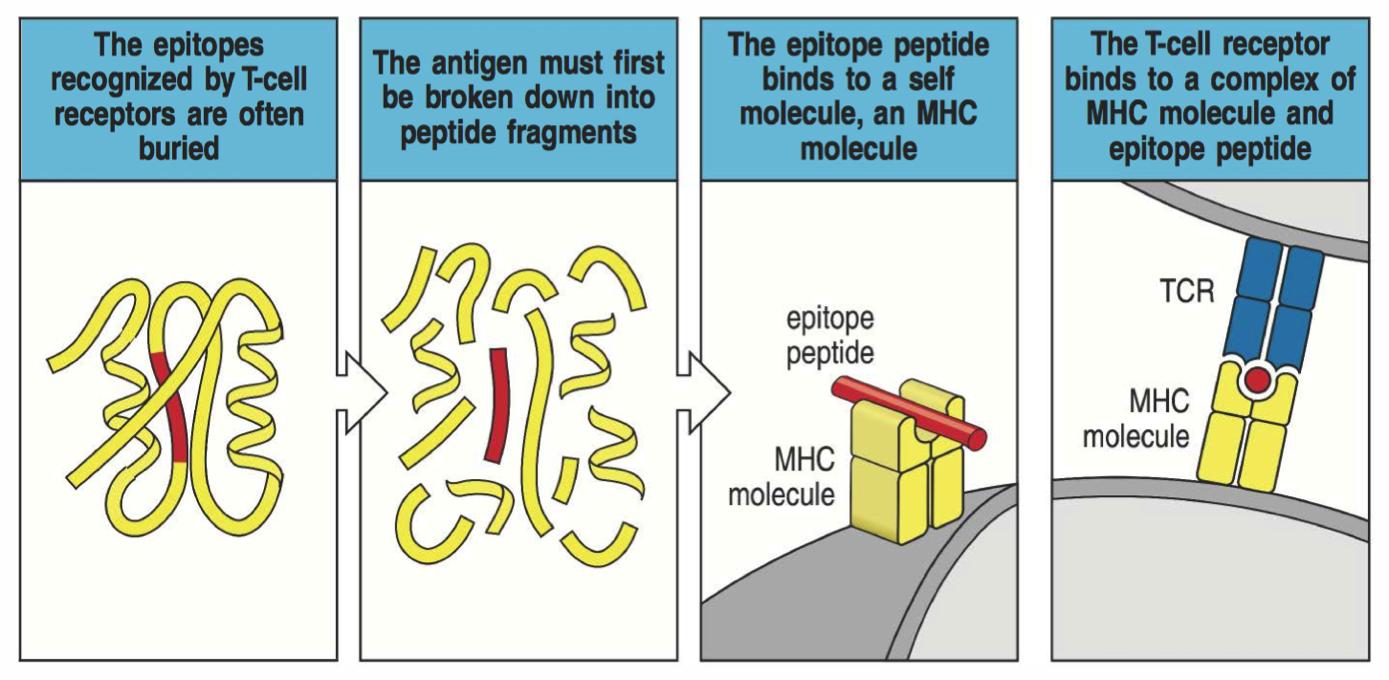 The epitopes
recognized by T-cell
receptors are often
buried
The antigen must first
be broken down into
peptide fragments
The epitope peptide
binds to a self
molecule, an MHC
molecule
The T-cell receptor
binds to a complex of
MHC molecule and
epitope peptide
epitope
peptide
MHC
molecule
TCR
MHC
molecule